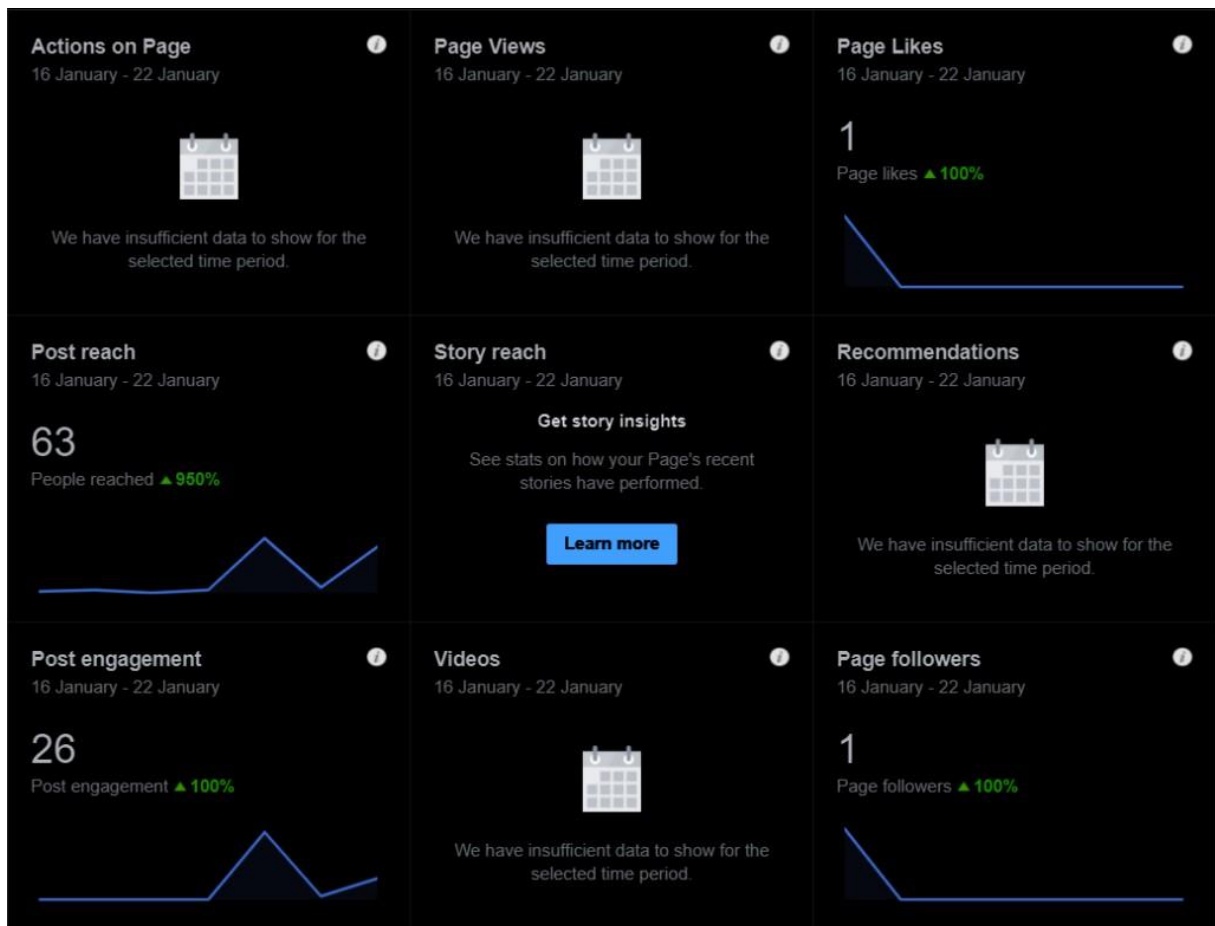 Actions on Page
16 January - 22 January
We have insufficient data to show for the
selected time period.
Page Views
16 January - 22 January
We have insufficient data to show for the
selected time period.
Page Likes
16 January - 22 January
1
Page likes ▲ 100%
Post reach
16 January - 22 January
63
People reached ▲ 950%
Story reach
16 January - 22 January
Get story insights
See stats on how your Page's recent
stories have performed.
Learn more
Recommendations
16 January - 22 January
We have insufficient data to show for the
selected time period.
Post engagement
16 January - 22 January
26
Post engagement ▲ 100%
Videos
16 January - 22 January
We have insufficient data to show for the
selected time period.
Page followers
16 January - 22 January
1
Page followers ▲ 100%